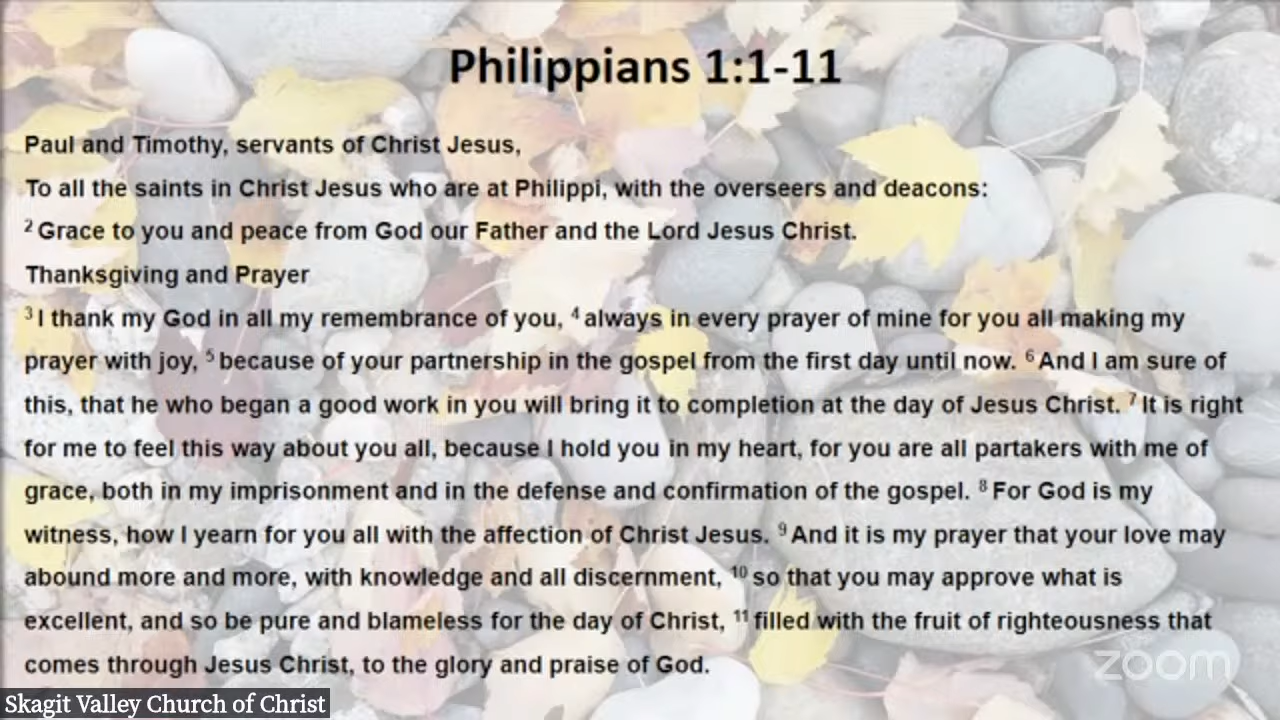 Philippians 1:1-11
Paul and Timothy, servants of Christ Jesus,
To all the saints in Christ Jesus who are at Philippi, with the overseers and deacons:
2 Grace to you and peace from God our Father and the Lord Jesus Christ.
Thanksgiving and Prayer
3 I thank my God in all my remembrance of you, 4 always in every prayer of mine for you all making my
prayer with joy, 5 because of your partnership in the gospel from the first day until now. 6 And I am sure of
this, that he who began a good work in you will bring it to completion at the day of Jesus Christ. 7 It is right
for me to feel this way about you all, because I hold you in my heart, for you are all partakers with me of
grace, both in my imprisonment and in the defense and confirmation of the gospel. 8 For God is my
witness, how I yearn for you all with the affection of Christ Jesus. 9 And it is my prayer that your love may
abound more and more, with knowledge and all discernment, 10 so that you may approve what is
excellent, and so be pure and blameless for the day of Christ, 11 filled with the fruit of righteousness that
comes through Jesus Christ, to the glory and praise of God.
zoom
Skagit Valley Church of Christ